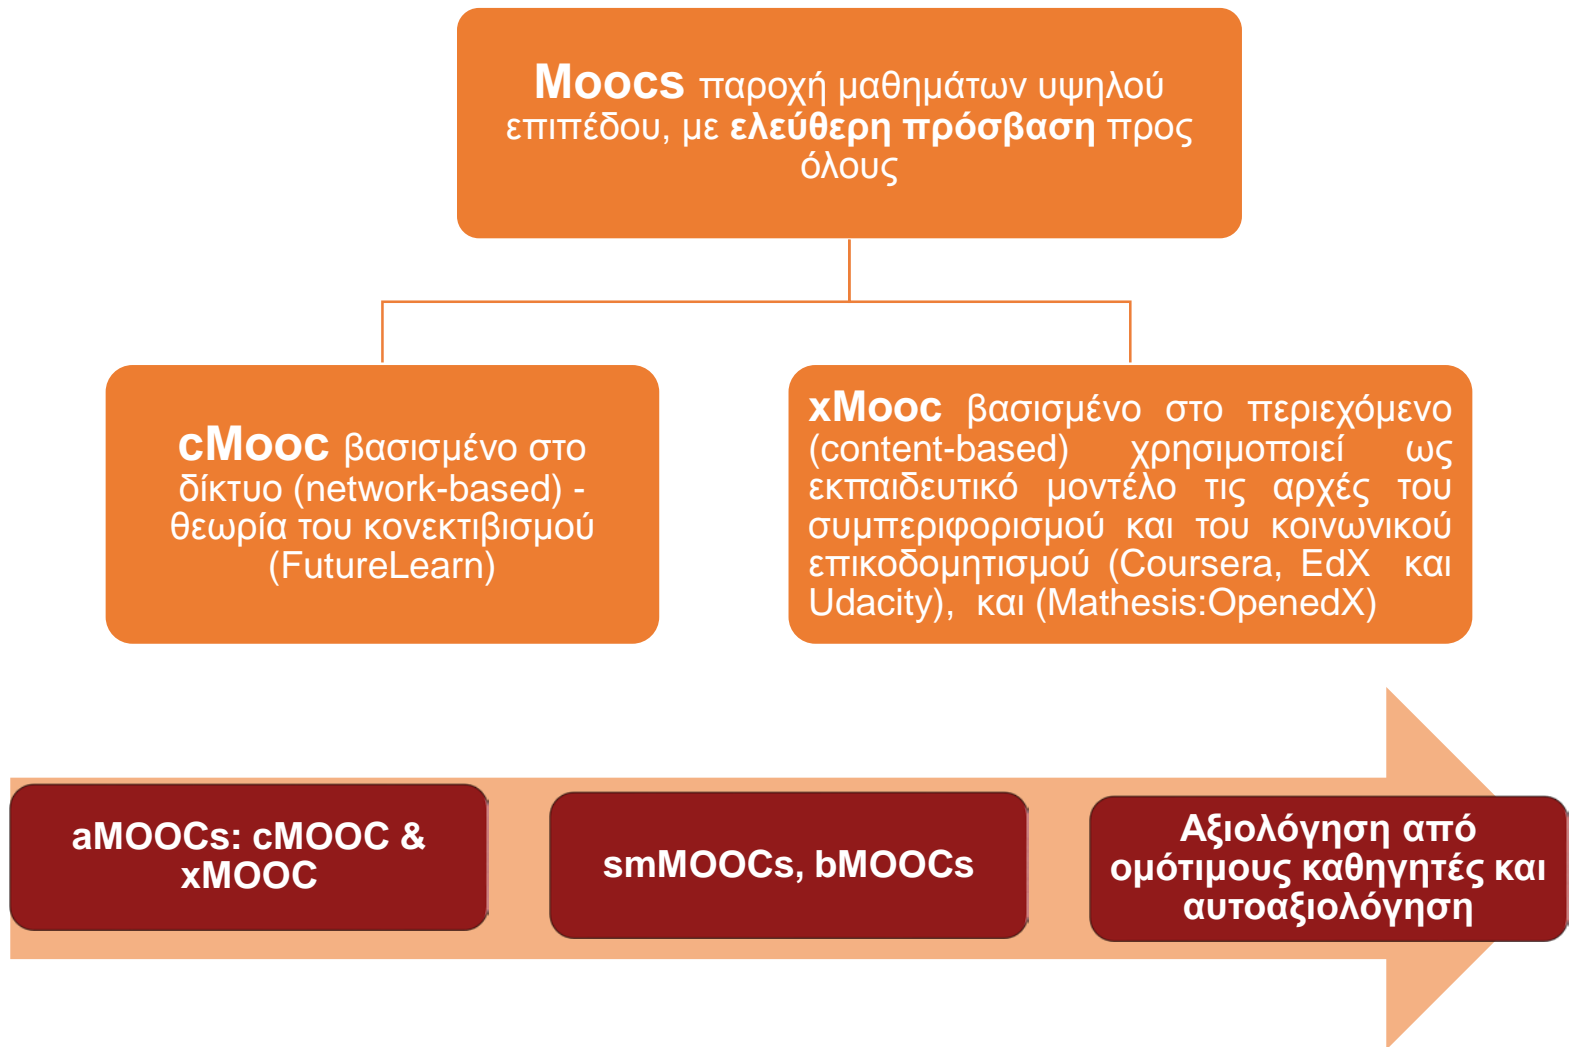 Moocs παροχή μαθημάτων υψηλού
επιπέδου, με ελεύθερη πρόσβαση προς
όλους
cMooc βασισμένο στο
δίκτυο (network-based) -
θεωρία του κονεκτιβισμού
(FutureLearn)
xMooc βασισμένο στο περιεχόμενο
(content-based) χρησιμοποιεί ως
εκπαιδευτικό μοντέλο τις αρχές του
συμπεριφορισμού και του κοινωνικού
επικοδομητισμού (Coursera, EdX και
Udacity), και (Mathesis:OpenedX)
aMOOCs: cMOOC &
xMOOC
smMOOCs, bMOOCs
Αξιολόγηση από
ομότιμους καθηγητές και
αυτοαξιολόγηση